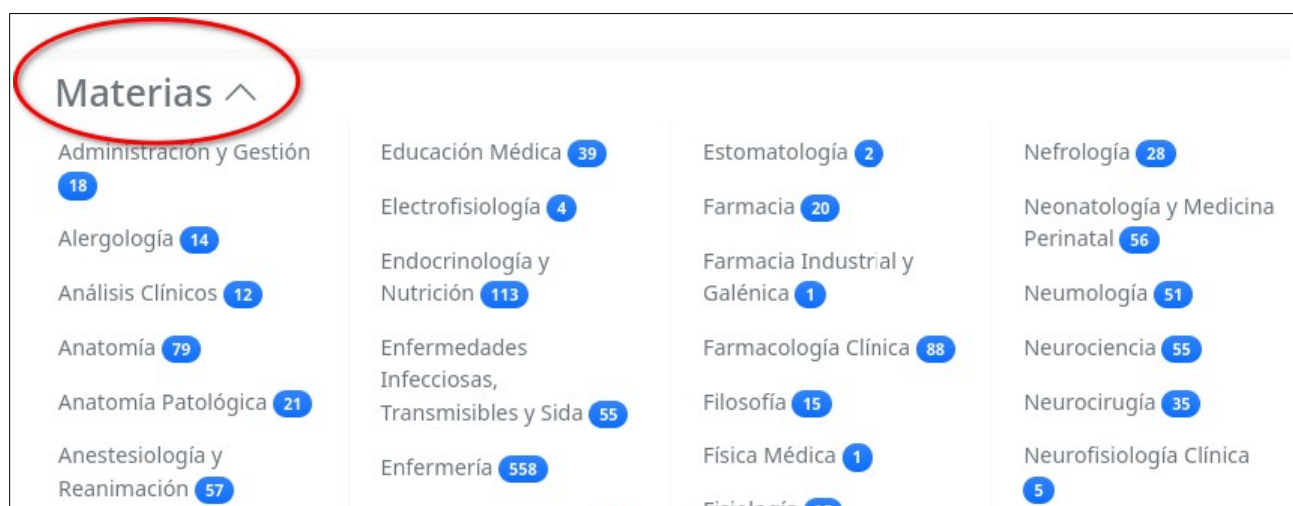 Materias
Administración y Gestión
18
Alergología 14
Análisis Clínicos 12
Anatomía 79
Anatomía Patológica 21
Anestesiología y
Reanimación 57
Educación Médica 39
Electrofisiología 4
Endocrinología y
Nutrición 113
Enfermedades
Infecciosas,
Transmisibles y Sida 55
Enfermería 558
Estomatología 2
Farmacia 20
Farmacia Industrial y
Galénica 1
Farmacología Clínica 88
Filosofía 15
Física Médica 1
Nefrología 28
Neonatología y Medicina
Perinatal 56
Neumología 51
Neurociencia 55
Neurocirugía 35
Neurofisiología Clínica
5